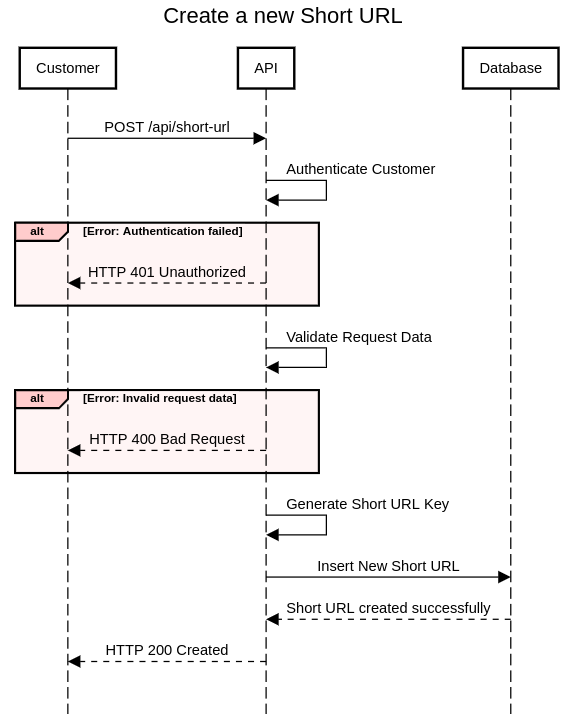 Create a new Short URL
Customer
API
Database
POST /api/short-url
Authenticate Customer
alt
[Error: Authentication failed]
HTTP 401 Unauthorized
Validate Request Data
alt
[Error: Invalid request data]
HTTP 400 Bad Request
Generate Short URL Key
Insert New Short URL
Short URL created successfully
HTTP 200 Created